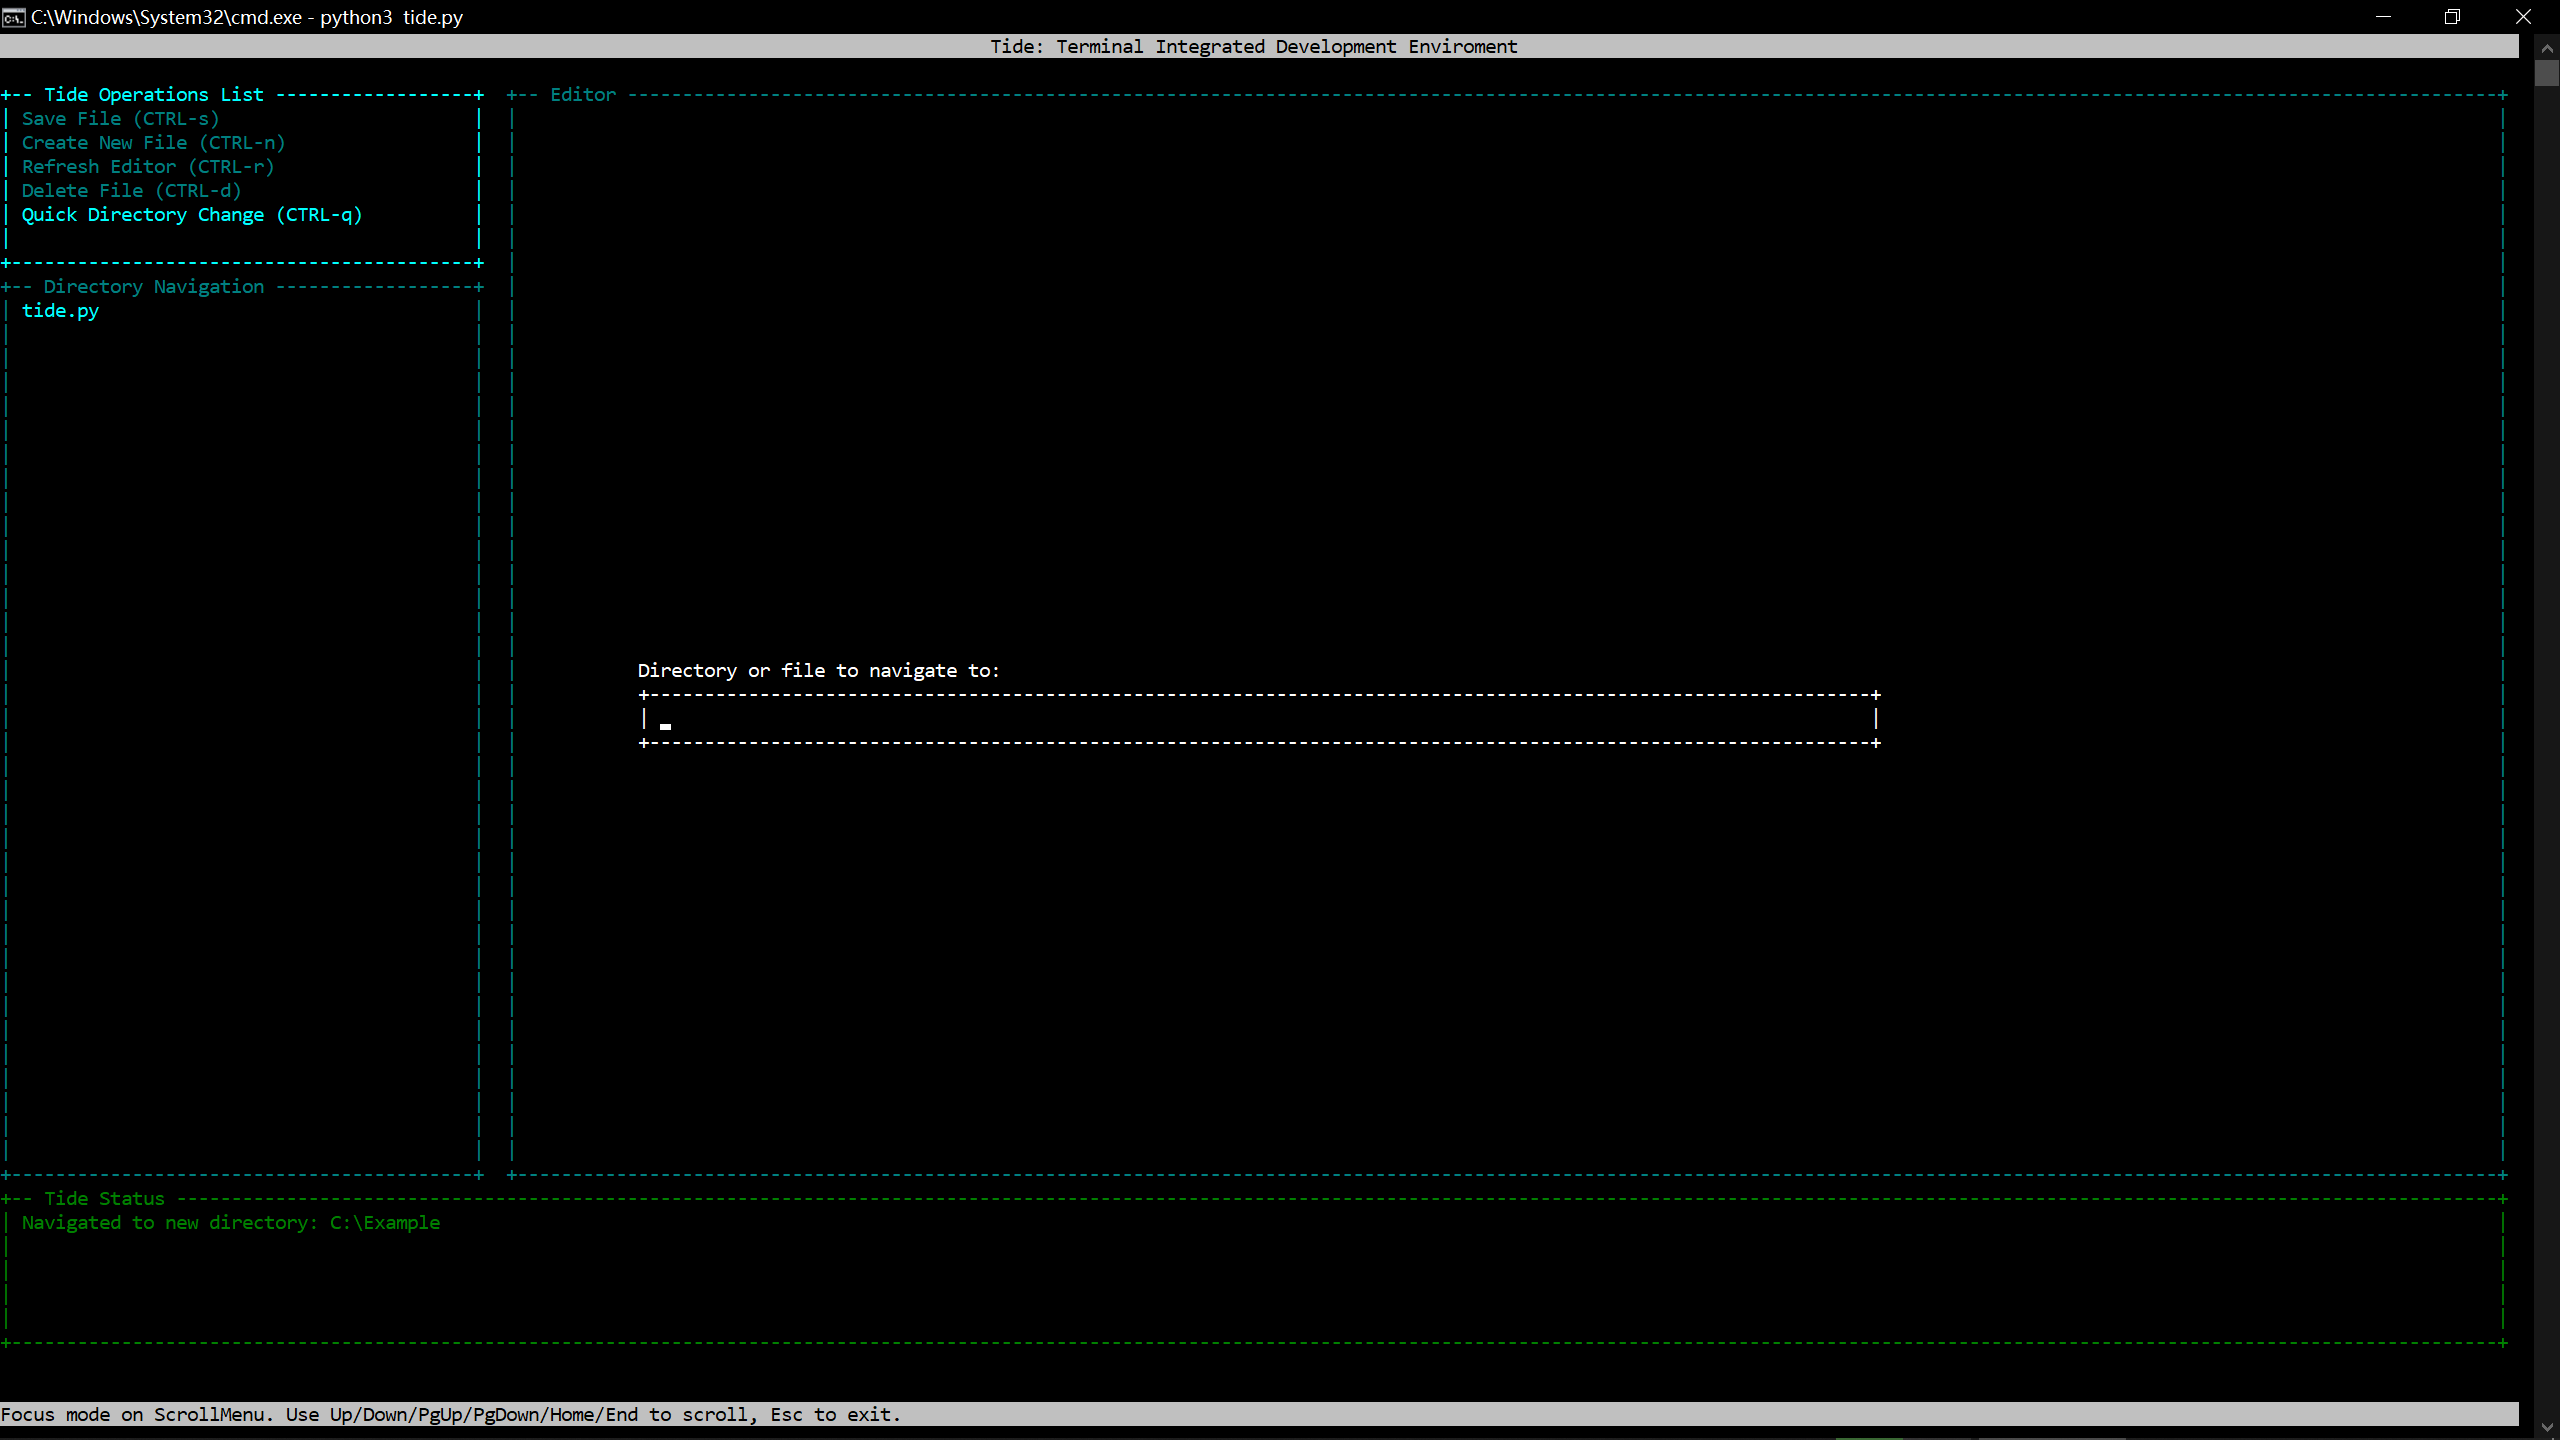 C:\Windows\System32\cmd.exe - python3  tide.py
Tide: Terminal Integrated Development Enviroment
Tide Operations List
Save File (CTRL-s)
Create New File (CTRL-n)
Refresh Editor (CTRL-r)
Delete File (CTRL-d)
Quick Directory Change (CTRL-q)
Directory Navigation
tide.py
Editor
Directory or file to navigate to:
Tide Status
Navigated to new directory: C:\Example
Focus mode on ScrollMenu. Use Up/Down/PgUp/PgDown/Home/End to scroll, Esc to exit.